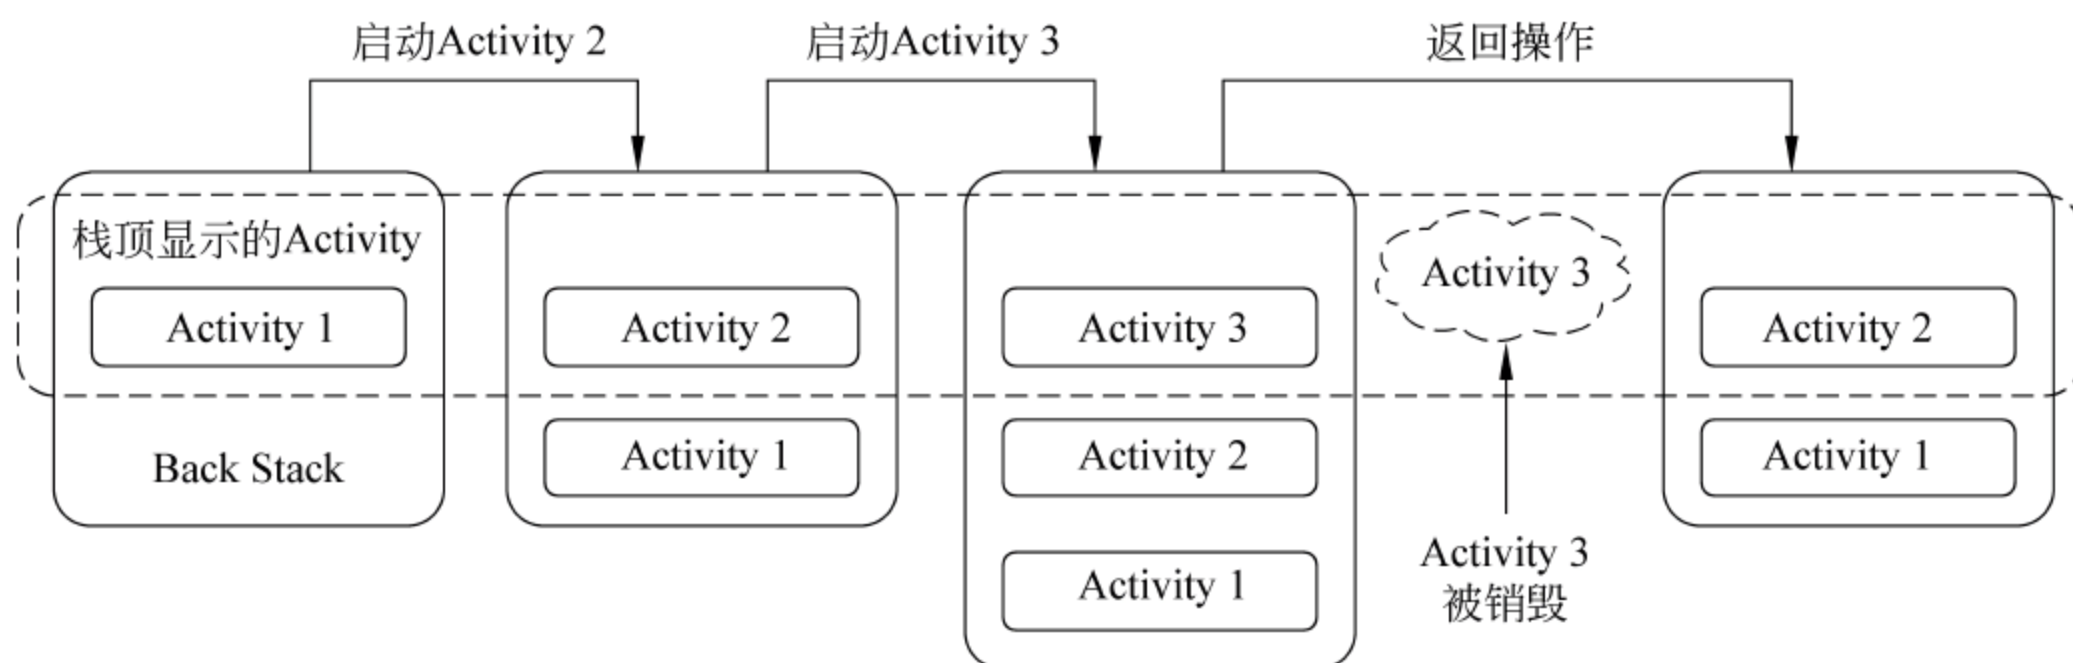 启动Activity 2
启动Activity 3
返回操作
栈顶显示的Activity
Activity 1
Back Stack
Activity 2
Activity 1
Activity 3
Activity 2
Activity 1
Activity 3
Activity 3
被销毁
Activity 2
Activity 1